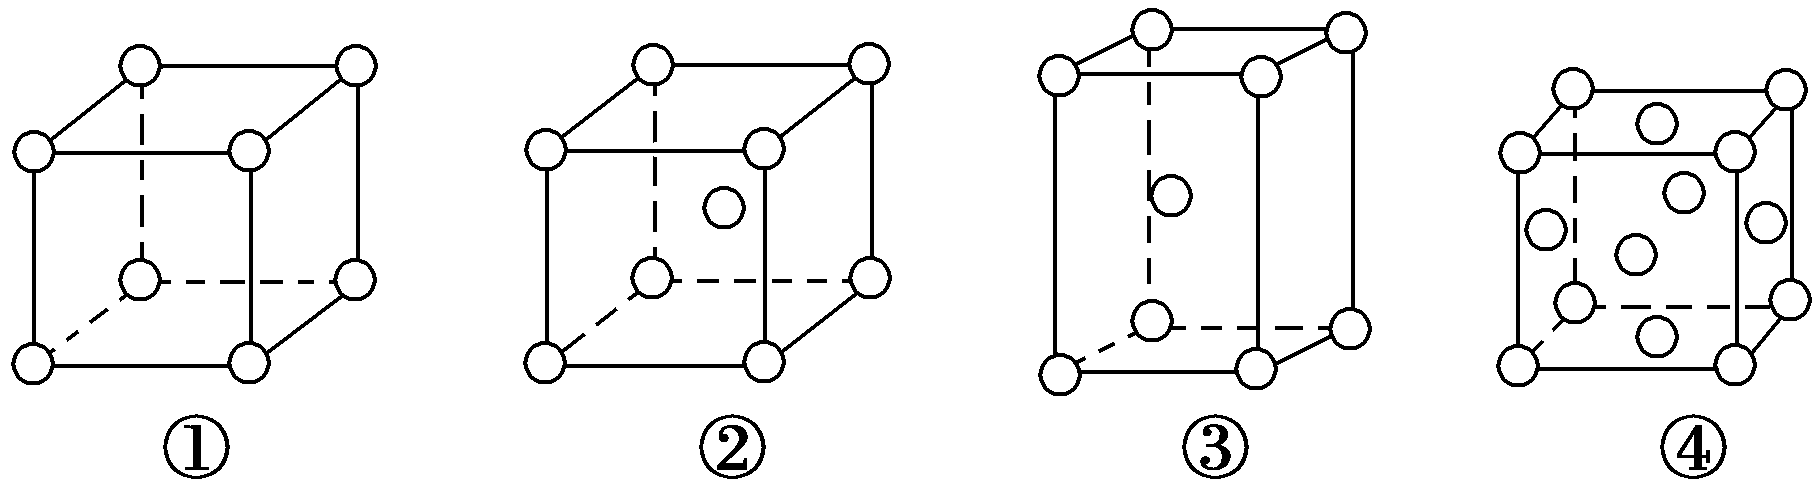 ① ② ③ ④